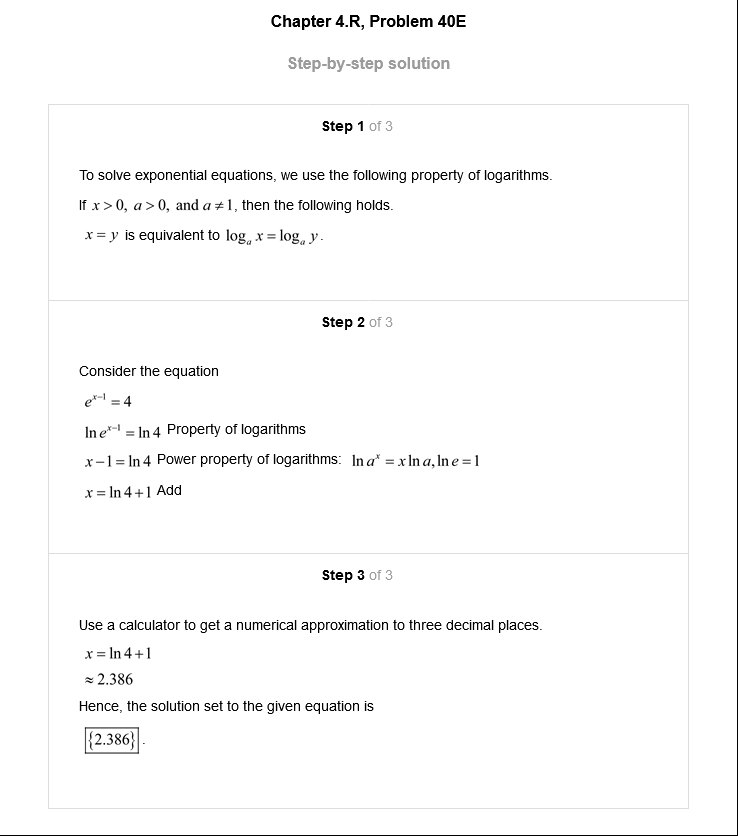 Chapter 4.R, Problem 40E
Step-by-step solution
Step 1 of 3
To solve exponential equations, we use the following property of logarithms.
If x > 0, a > 0, and a ≠ 1, then the following holds.
x = y is equivalent to logₐ x = logₐ y.
Step 2 of 3
Consider the equation
eˣ⁻¹ = 4
ln eˣ⁻¹ = ln 4 Property of logarithms
x − 1 = ln 4 Power property of logarithms: ln aˣ = x ln a, ln e = 1
x = ln 4 + 1 Add
Step 3 of 3
Use a calculator to get a numerical approximation to three decimal places.
x = ln 4 + 1
≈ 2.386
Hence, the solution set to the given equation is
{2.386}.